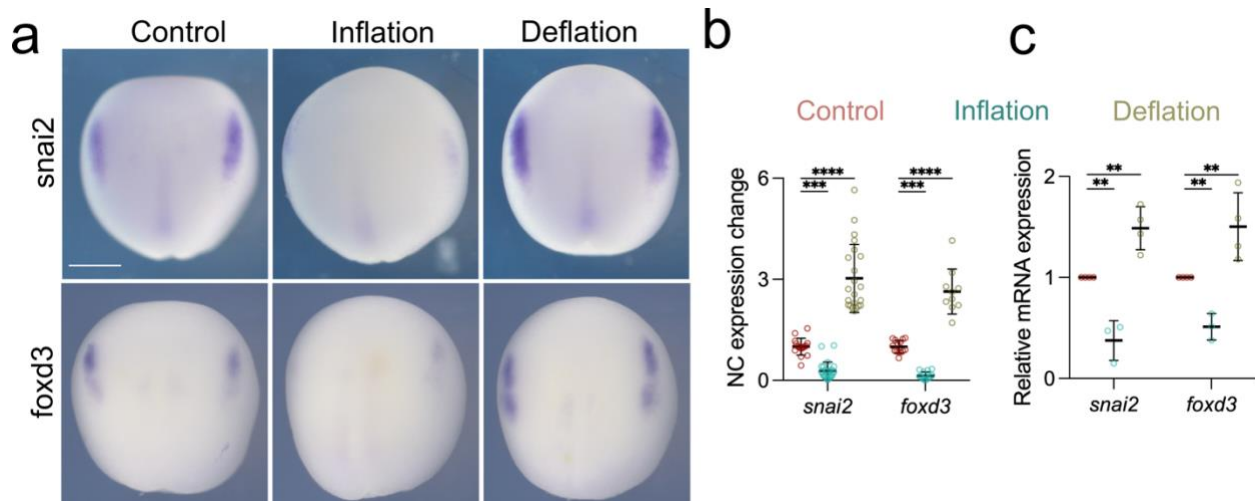 a
Control Inflation Deflation
snai2
foxd3
b
c
Control Inflation Deflation
NC expression change
6
3
0
**** ****
*** ***
snai2 foxd3
Relative mRNA expression
2
1
0
** **
** **
snai2 foxd3